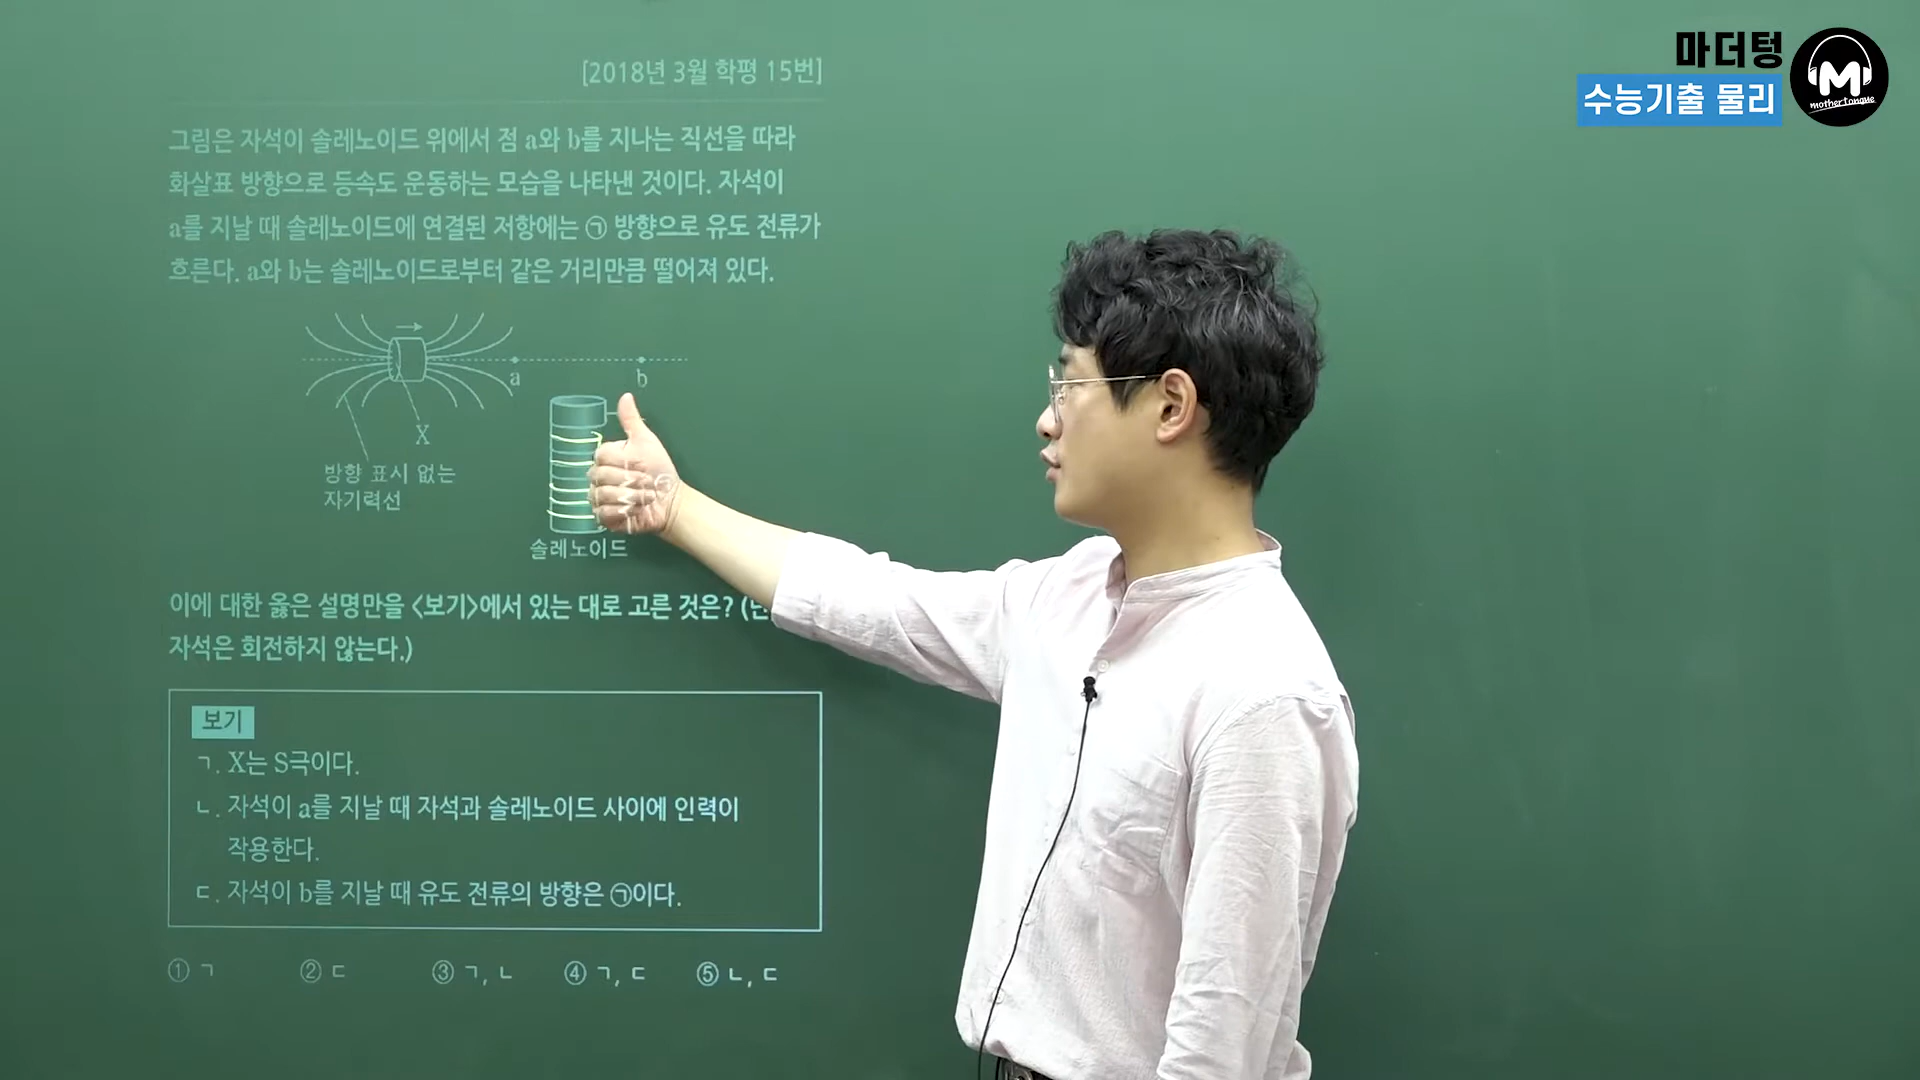 마더텅
수능기출 물리
M
mothertongue
[2018년 3월 학평 15번]
그림은 자석이 솔레노이드 위에서 점 a와 b를 지나는 직선을 따라
화살표 방향으로 등속도 운동하는 모습을 나타낸 것이다. 자석이
a를 지날 때 솔레노이드에 연결된 저항에는 ㉠ 방향으로 유도 전류가
흐른다. a와 b는 솔레노이드로부터 같은 거리만큼 떨어져 있다.
a
b
X
방향 표시 없는
자기력선
㉠
솔레노이드
이에 대한 옳은 설명만을 <보기>에서 있는 대로 고른 것은? (단
자석은 회전하지 않는다.)
보기
ㄱ. X는 S극이다.
ㄴ. 자석이 a를 지날 때 자석과 솔레노이드 사이에 인력이
작용한다.
ㄷ. 자석이 b를 지날 때 유도 전류의 방향은 ㉠이다.
① ㄱ ② ㄷ ③ ㄱ, ㄴ ④ ㄱ, ㄷ ⑤ ㄴ, ㄷ